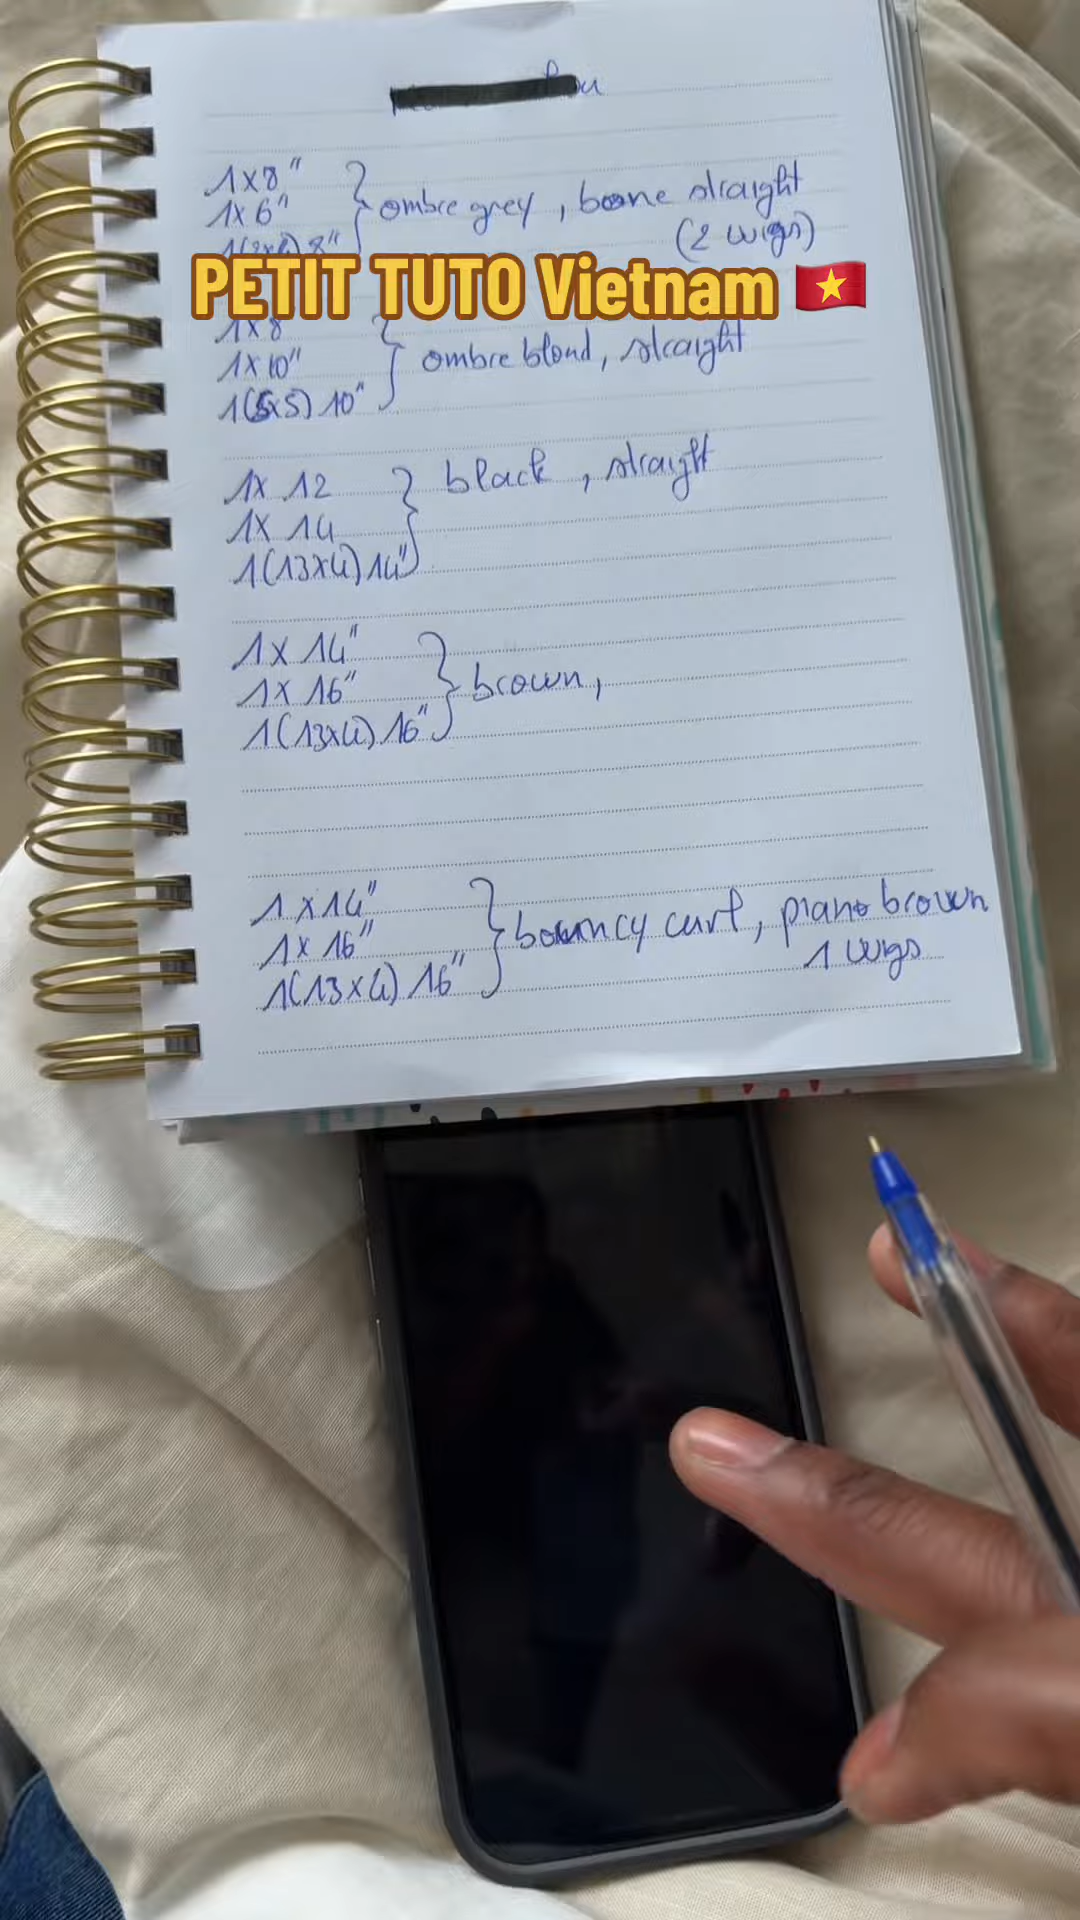 1x8"
1x6" ombre grey, bone straight
(2 wigs)
PETIT TUTO Vietnam 🇻🇳
1x8
1x10" ombre blond, straight
1(5x5) 10"
1x 12 black, straight
1x 14
1(13x4) 14"
1x 14"
1x 16" brown,
1(13x4) 16"
1x14"
1x 16" bouncy curl, piano brown
1(13x4) 16" 1 wigs